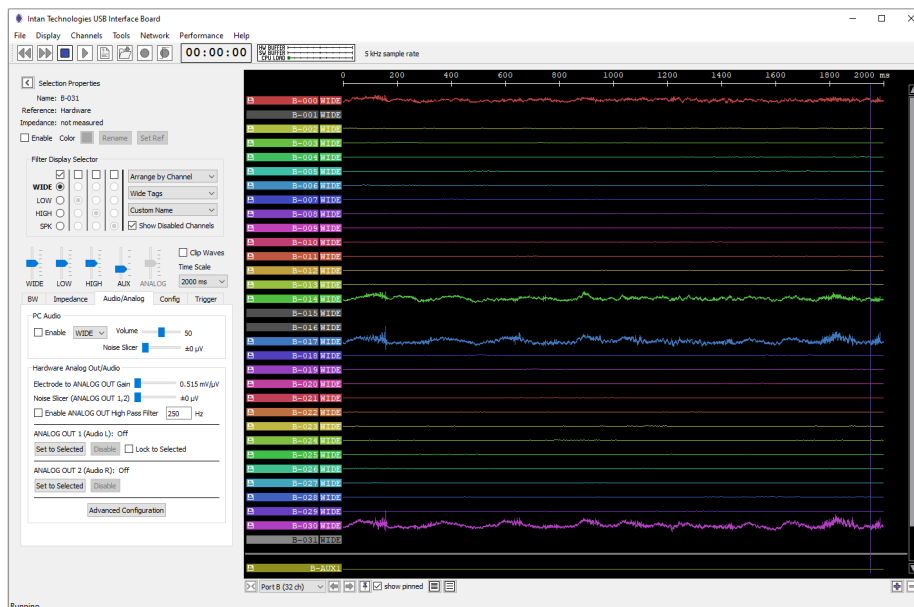 Intan Technologies USB Interface Board
File Display Channels Tools Network Performance Help
00:00:00
HW BUFFER
SW BUFFER
CPU LOAD
5 kHz sample rate
Selection Properties
Name: B-031
Reference: Hardware
Impedance: not measured
Enable Color Rename Set Ref
Filter Display Selector
WIDE
LOW
HIGH
SPK
Arrange by Channel
Wide Tags
Custom Name
Show Disabled Channels
WIDE LOW HIGH AUX ANALOG
Clip Waves
Time Scale
2000 ms
BW Impedance Audio/Analog Config Trigger
PC Audio
Enable WIDE Volume 50
Noise Slicer ±0 µV
Hardware Analog Out/Audio
Electrode to ANALOG OUT Gain 0.515 mV/µV
Noise Slicer (ANALOG OUT 1,2) ±0 µV
Enable ANALOG OUT High Pass Filter 250 Hz
ANALOG OUT 1 (Audio L): Off
Set to Selected Disable Lock to Selected
ANALOG OUT 2 (Audio R): Off
Set to Selected Disable
Advanced Configuration
0 200 400 600 800 1000 1200 1400 1600 1800 2000 ms
B-000 WIDE
B-001 WIDE
B-002 WIDE
B-003 WIDE
B-004 WIDE
B-005 WIDE
B-006 WIDE
B-007 WIDE
B-008 WIDE
B-009 WIDE
B-010 WIDE
B-011 WIDE
B-012 WIDE
B-013 WIDE
B-014 WIDE
B-015 WIDE
B-016 WIDE
B-017 WIDE
B-018 WIDE
B-019 WIDE
B-020 WIDE
B-021 WIDE
B-022 WIDE
B-023 WIDE
B-024 WIDE
B-025 WIDE
B-026 WIDE
B-027 WIDE
B-028 WIDE
B-029 WIDE
B-030 WIDE
B-031 WIDE
B-AUX1
Port B (32 ch) show pinned
Running